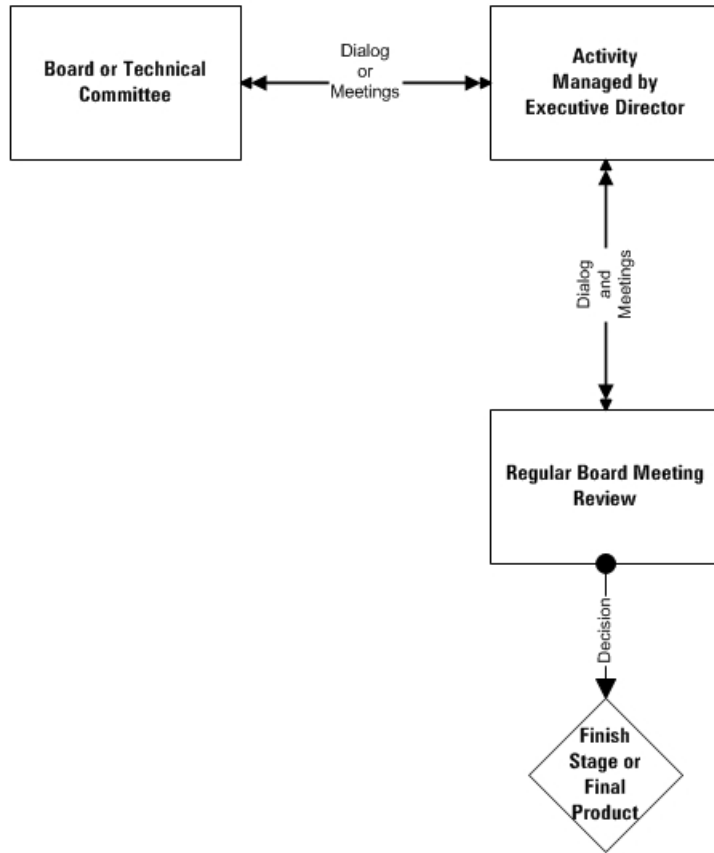 Board or Technical
Committee
Dialog
or
Meetings
Activity
Managed by
Executive Director
Dialog
and
Meetings
Regular Board Meeting
Review
Decision
Finish
Stage or
Final
Product